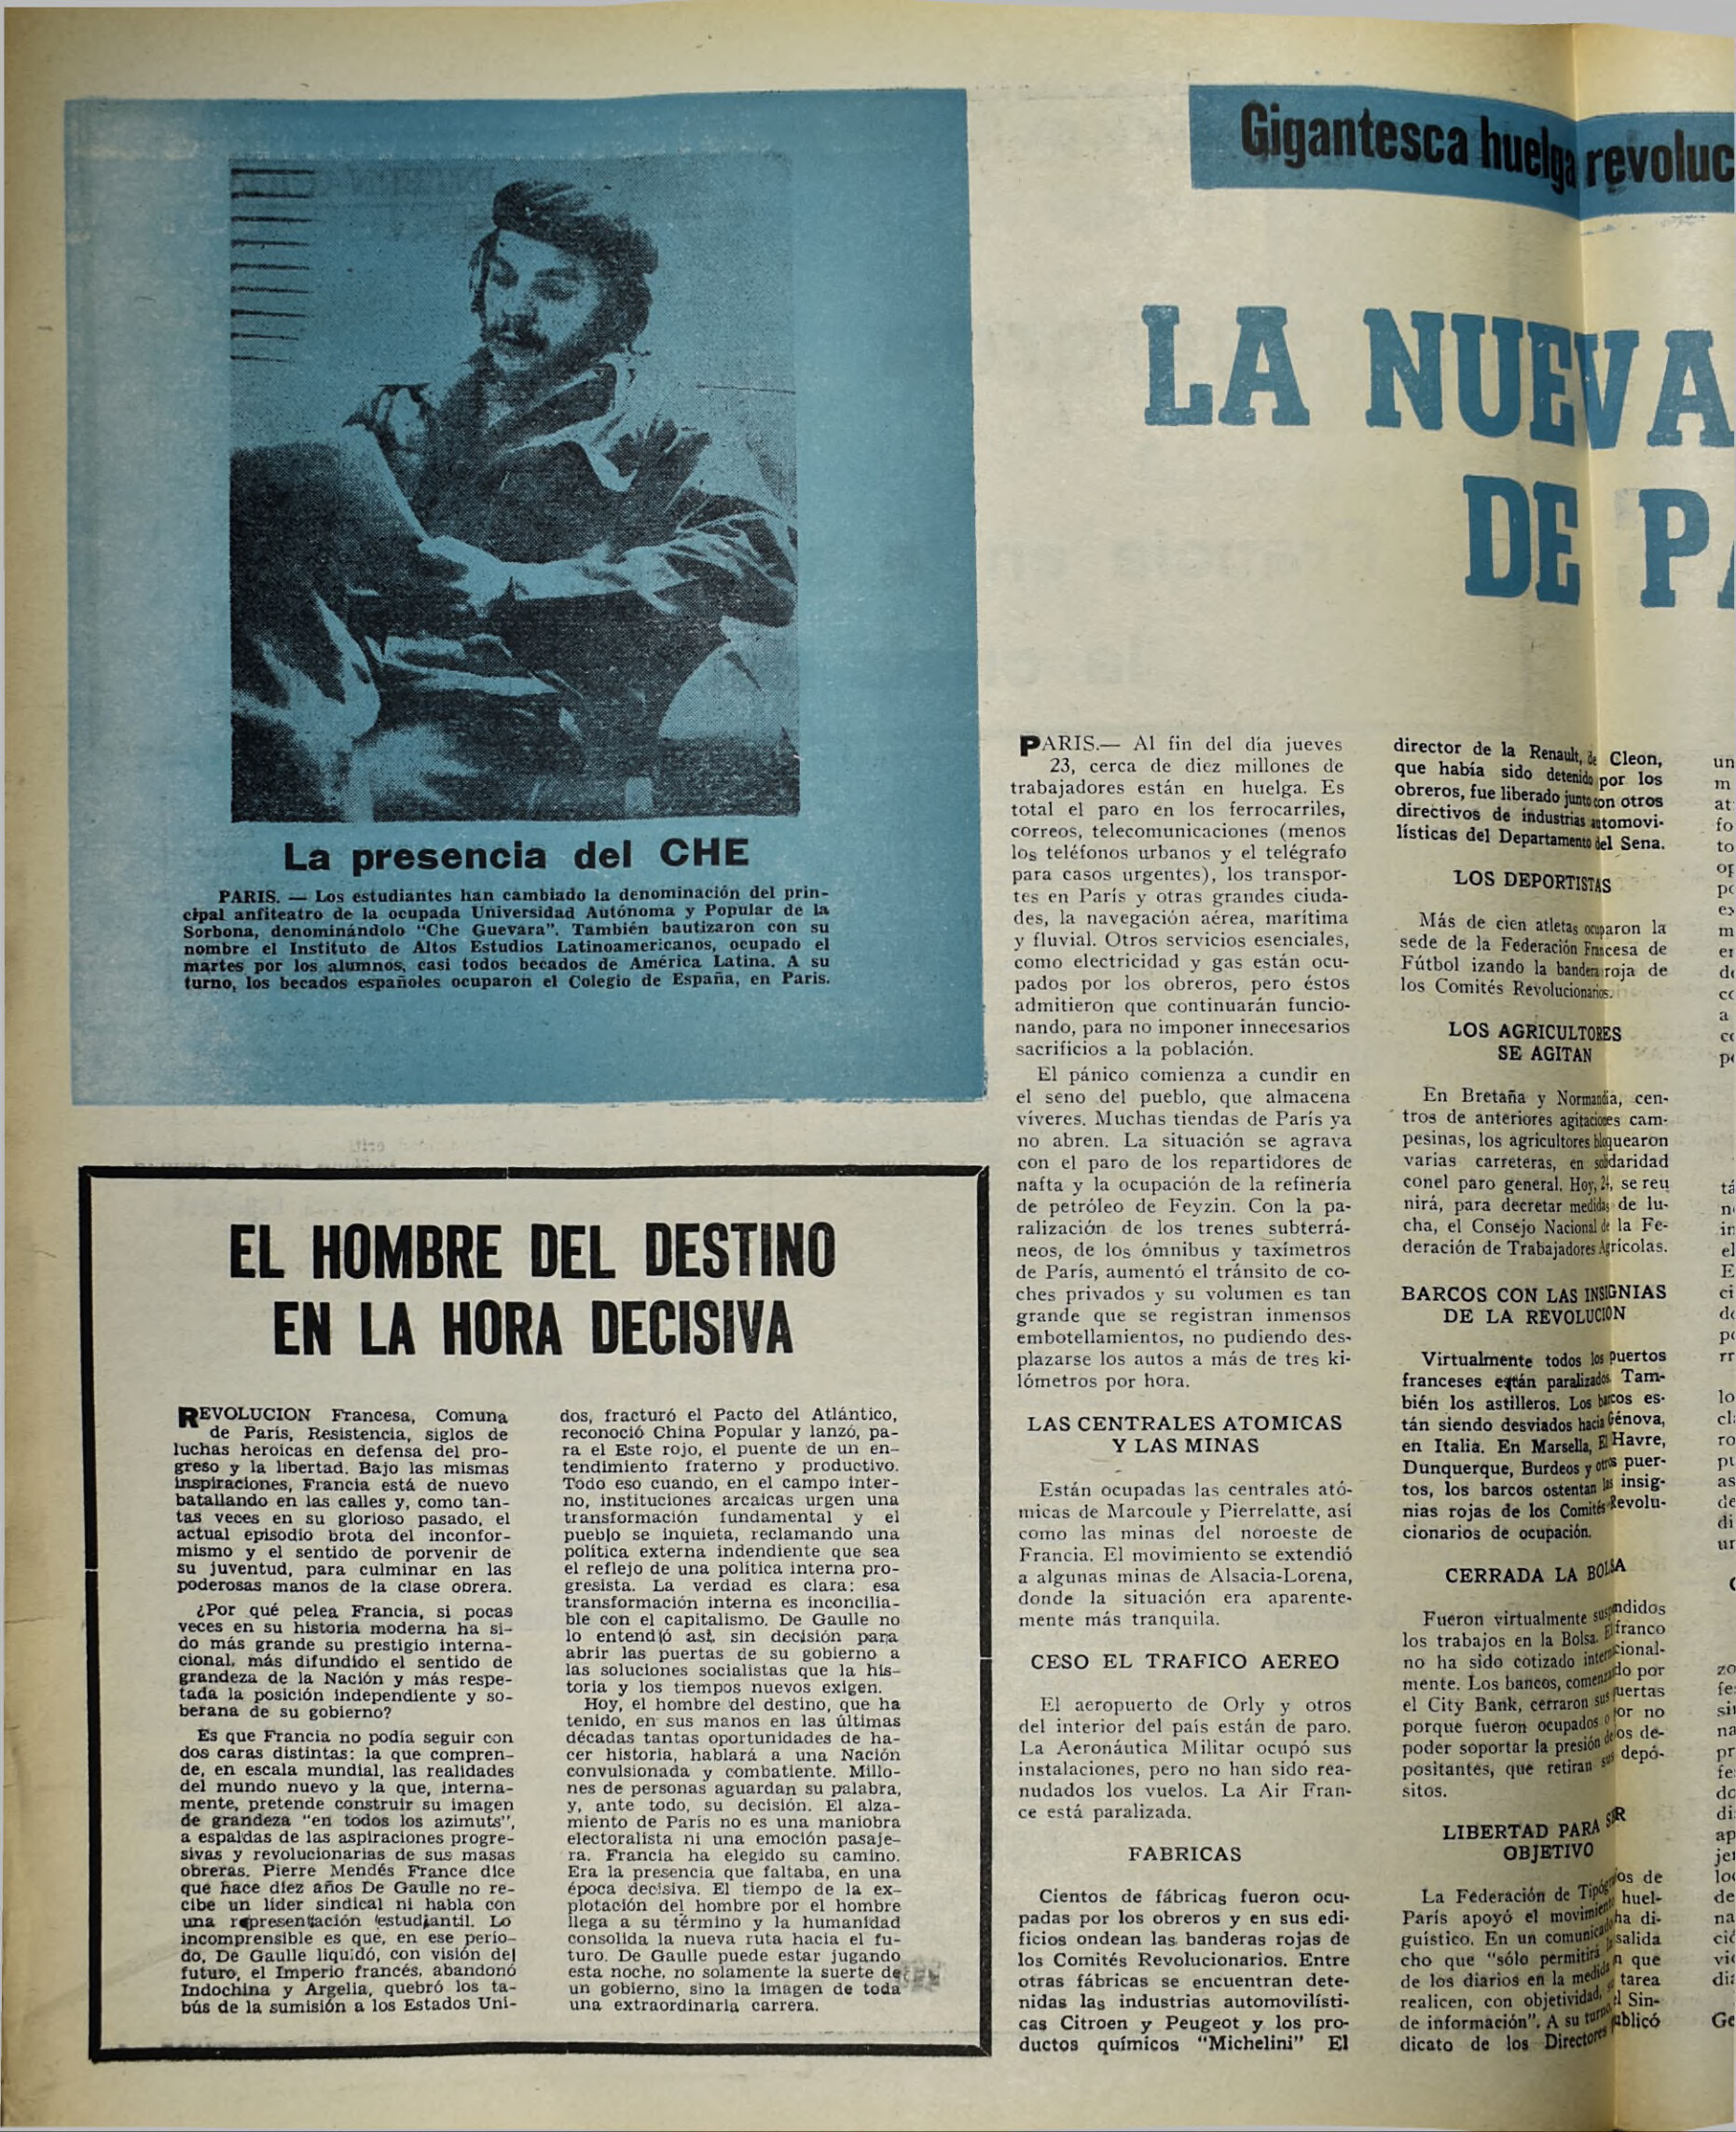 Gigantesca huelga revoluc
LA NUEVA
DE PA
La presencia del CHE
PARIS. — Los estudiantes han cambiado la denominación del prin-
cipal anfiteatro de la ocupada Universidad Autónoma y Popular de la
Sorbona, denominándolo “Che Guevara”. También bautizaron con su
nombre el Instituto de Altos Estudios Latinoamericanos, ocupado el
martes por los alumnos, casi todos becados de América Latina. A su
turno, los becados españoles ocuparon el Colegio de España, en París.
EL HOMBRE DEL DESTINO
EN LA HORA DECISIVA
REVOLUCION Francesa, Comuna
de París, Resistencia, siglos de
luchas heroicas en defensa del pro-
greso y la libertad. Bajo las mismas
inspiraciones, Francia está de nuevo
batallando en las calles y, como tan-
tas veces en su glorioso pasado, el
actual episodio brota del inconfor-
mismo y el sentido de porvenir de
su juventud, para culminar en las
poderosas manos de la clase obrera.
¿Por qué pelea Francia, si pocas
veces en su historia moderna ha si-
do más grande su prestigio interna-
cional, más difundido el sentido de
grandeza de la Nación y más respe-
tada la posición independiente y so-
berana de su gobierno?
Es que Francia no podía seguir con
dos caras distintas: la que compren-
de, en escala mundial, las realidades
del mundo nuevo y la que, interna-
mente, pretende construir su imagen
de grandeza “en todos los azimuts”,
a espaldas de las aspiraciones progre-
sivas y revolucionarias de sus masas
obreras. Pierre Mendés France dice
que hace diez años De Gaulle no re-
cibe un líder sindical ni habla con
una representación estudiantil. Lo
incomprensible es que, en ese perio-
do, De Gaulle liquidó, con visión del
futuro, el Imperio francés, abandonó
Indochina y Argelia, quebró los ta-
bús de la sumisión a los Estados Uni-
dos, fracturó el Pacto del Atlántico,
reconoció China Popular y lanzó, pa-
ra el Este rojo, el puente de un en-
tendimiento fraterno y productivo.
Todo eso cuando, en el campo inter-
no, instituciones arcaicas urgen una
transformación fundamental y el
pueblo se inquieta, reclamando una
política externa indendiente que sea
el reflejo de una política interna pro-
gresista. La verdad es clara: esa
transformación interna es inconcilia-
ble con el capitalismo. De Gaulle no
lo entendió así, sin decisión para
abrir las puertas de su gobierno a
las soluciones socialistas que la his-
toria y los tiempos nuevos exigen.
Hoy, el hombre del destino, que ha
tenido, en sus manos en las últimas
décadas tantas oportunidades de ha-
cer historia, hablará a una Nación
convulsionada y combatiente. Millo-
nes de personas aguardan su palabra,
y, ante todo, su decisión. El alza-
miento de París no es una maniobra
electoralista ni una emoción pasaje-
ra. Francia ha elegido su camino.
Era la presencia que faltaba, en una
época decisiva. El tiempo de la ex-
plotación del hombre por el hombre
llega a su término y la humanidad
consolida la nueva ruta hacia el fu-
turo. De Gaulle puede estar jugando
esta noche, no solamente la suerte de
un gobierno, sino la imagen de toda
una extraordinaria carrera.
PARIS.— Al fin del día jueves
23, cerca de diez millones de
trabajadores están en huelga. Es
total el paro en los ferrocarriles,
correos, telecomunicaciones (menos
los teléfonos urbanos y el telégrafo
para casos urgentes), los transpor-
tes en París y otras grandes ciuda-
des, la navegación aérea, marítima
y fluvial. Otros servicios esenciales,
como electricidad y gas están ocu-
pados por los obreros, pero éstos
admitieron que continuarán funcio-
nando, para no imponer innecesarios
sacrificios a la población.
El pánico comienza a cundir en
el seno del pueblo, que almacena
víveres. Muchas tiendas de París ya
no abren. La situación se agrava
con el paro de los repartidores de
nafta y la ocupación de la refinería
de petróleo de Feyzin. Con la pa-
ralización de los trenes subterrá-
neos, de los ómnibus y taxímetros
de París, aumentó el tránsito de co-
ches privados y su volumen es tan
grande que se registran inmensos
embotellamientos, no pudiendo des-
plazarse los autos a más de tres ki-
lómetros por hora.
LAS CENTRALES ATOMICAS
Y LAS MINAS
Están ocupadas las centrales ató-
micas de Marcoule y Pierrelatte, así
como las minas del noroeste de
Francia. El movimiento se extendió
a algunas minas de Alsacia-Lorena,
donde la situación era aparente-
mente más tranquila.
CESO EL TRAFICO AEREO
El aeropuerto de Orly y otros
del interior del país están de paro.
La Aeronáutica Militar ocupó sus
instalaciones, pero no han sido rea-
nudados los vuelos. La Air Fran-
ce está paralizada.
FABRICAS
Cientos de fábricas fueron ocu-
padas por los obreros y en sus edi-
ficios ondean las banderas rojas de
los Comités Revolucionarios. Entre
otras fábricas se encuentran dete-
nidas las industrias automovilísti-
cas Citroen y Peugeot y los pro-
ductos químicos “Michelini” El
director de la Renault, de Cleon,
que había sido detenido por los
obreros, fue liberado junto con otros
directivos de industrias automovi-
lísticas del Departamento del Sena.
LOS DEPORTISTAS
Más de cien atletas ocuparon la
sede de la Federación Francesa de
Fútbol izando la bandera roja de
los Comités Revolucionarios.
LOS AGRICULTORES
SE AGITAN
En Bretaña y Normandia, cen-
tros de anteriores agitaciones cam-
pesinas, los agricultores bloquearon
varias carreteras, en solidaridad
conel paro general. Hoy, 24, se reu
nirá, para decretar medidas de lu-
cha, el Consejo Nacional de la Fe-
deración de Trabajadores Agrícolas.
BARCOS CON LAS INSIGNIAS
DE LA REVOLUCION
Virtualmente todos los puertos
franceses están paralizados. Tam-
bién los astilleros. Los barcos es-
tán siendo desviados hacia Génova,
en Italia. En Marsella, El Havre,
Dunquerque, Burdeos y otros puer-
tos, los barcos ostentan las insig-
nias rojas de los Comités Revolu-
cionarios de ocupación.
CERRADA LA BOLSA
Fueron virtualmente suspendidos
los trabajos en la Bolsa. El franco
no ha sido cotizado internacional-
mente. Los bancos, comenzando por
el City Bank, cerraron sus puertas
porque fueron ocupados o por no
poder soportar la presión de los de-
positantes, que retiran sus depó-
sitos.
LIBERTAD PARA SER
OBJETIVO
La Federación de Tipógrafos de
París apoyó el movimiento huel-
guístico. En un comunicado ha di-
cho que “sólo permitirá la salida
de los diarios en la medida en que
realicen, con objetividad, la tarea
de información”. A su turno el Sin-
dicato de los Directores publicó